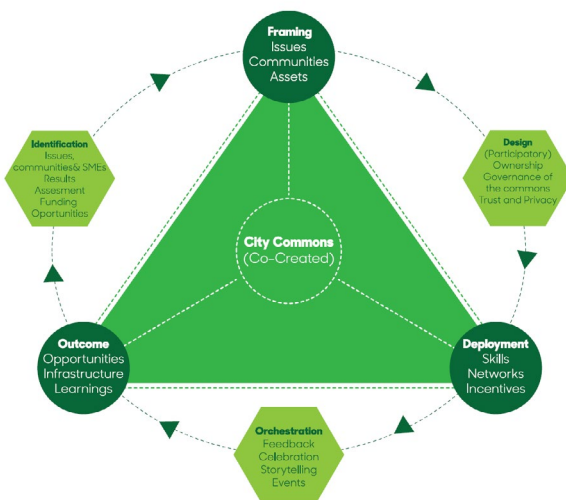 Framing
Issues
Communities
Assets
Identification
Issues,
communities& SMEs
Results
Assesment
Funding
Oportunities
Design
(Participatory)
Ownership
Governance of
the commons
Trust and Privacy
City Commons
(Co-Created)
Outcome
Opportunities
Infrastructure
Learnings
Deployment
Skills
Networks
Incentives
Orchestration
Feedback
Celebration
Storytelling
Events